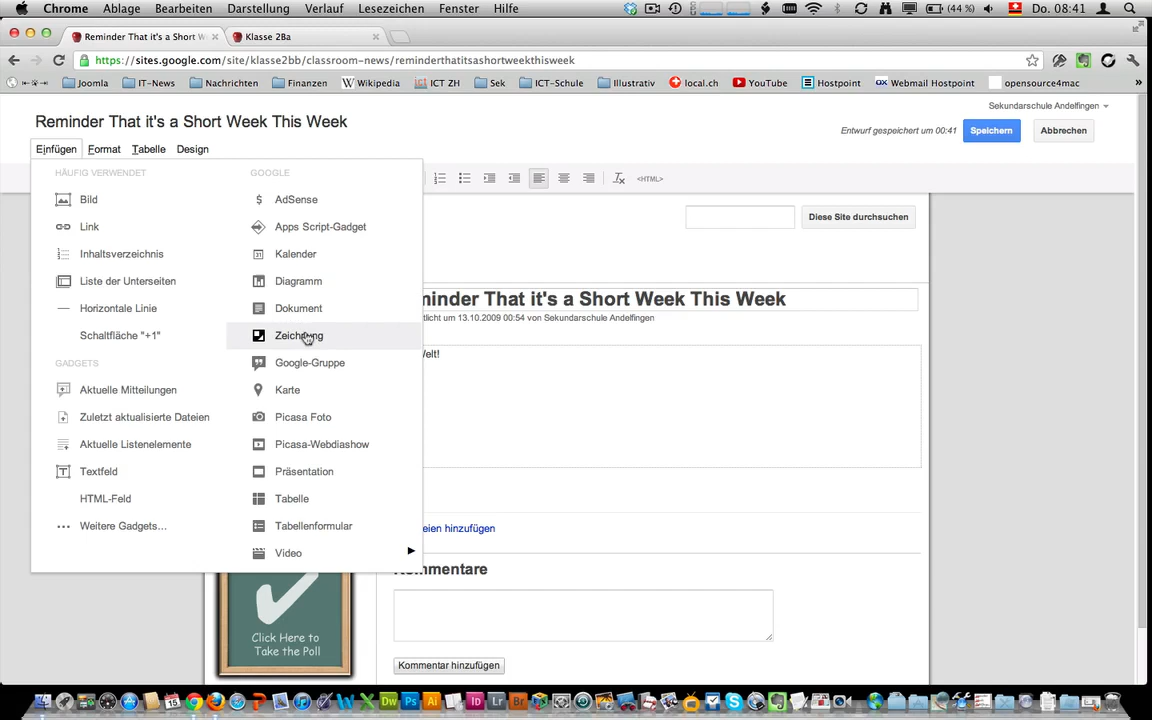 Chrome Ablage Bearbeiten Darstellung Verlauf Lesezeichen Fenster Hilfe (44 %) Do. 08:41
Reminder That it's a Short W Klasse 2Ba
https://sites.google.com/site/klasse2bb/classroom-news/reminderthatitsashortweekthisweek
Joomla IT-News Nachrichten Finanzen Wikipedia ICT ZH Sek ICT-Schule Illustrativ local.ch YouTube Hostpoint Webmail Hostpoint opensource4mac
Sekundarschule Andelfingen
Reminder That it's a Short Week This Week
Entwurf gespeichert um 00:41 Speichern Abbrechen
Einfügen Format Tabelle Design
HÄUFIG VERWENDET GOOGLE
<HTML>
Bild AdSense
Diese Site durchsuchen
Link Apps Script-Gadget
Inhaltsverzeichnis Kalender
Liste der Unterseiten Diagramm
minder That it's a Short Week This Week
Horizontale Linie Dokument
tlicht um 13.10.2009 00:54 von Sekundarschule Andelfingen
Schaltfläche "+1" Zeichnung
Velt!
GADGETS Google-Gruppe
Aktuelle Mitteilungen Karte
Zuletzt aktualisierte Dateien Picasa Foto
Aktuelle Listenelemente Picasa-Webdiashow
Textfeld Präsentation
HTML-Feld Tabelle
Weitere Gadgets... Tabellenformular
eien hinzufügen
Video
Kommentare
Click Here to
Take the Poll
Kommentar hinzufügen